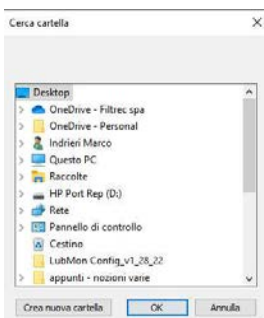 Cerca cartella
Desktop
OneDrive - Filtrec spa
OneDrive - Personal
Indrieri Marco
Questo PC
Raccolte
HP Port Rep (D:)
Rete
Pannello di controllo
Cestino
LubMon Config_v1_28_22
appunti - nozioni varie
Crea nuova cartella
OK
Annulla